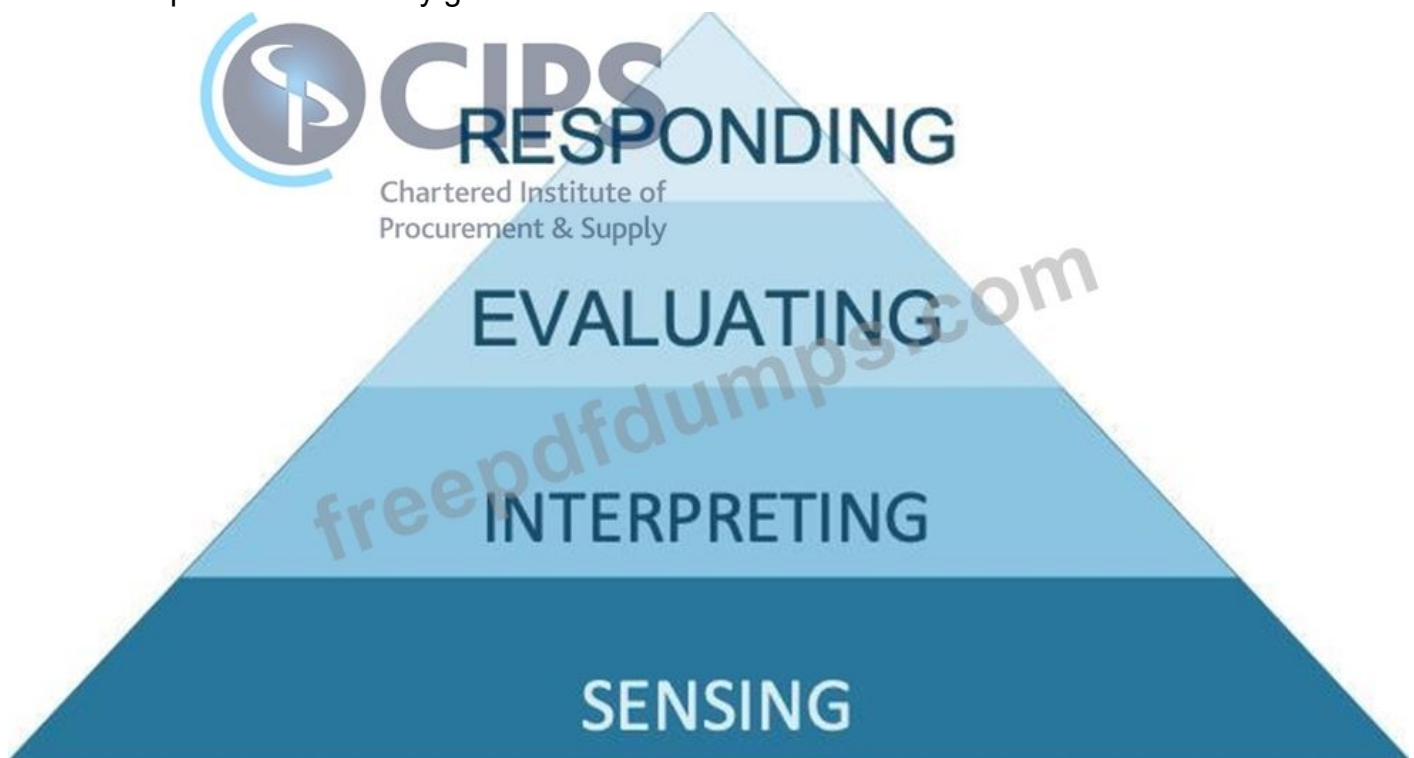 CIPS
RESPONDING
Chartered Institute of
Procurement & Supply
EVALUATING
freepdfdumps.com
INTERPRETING
SENSING